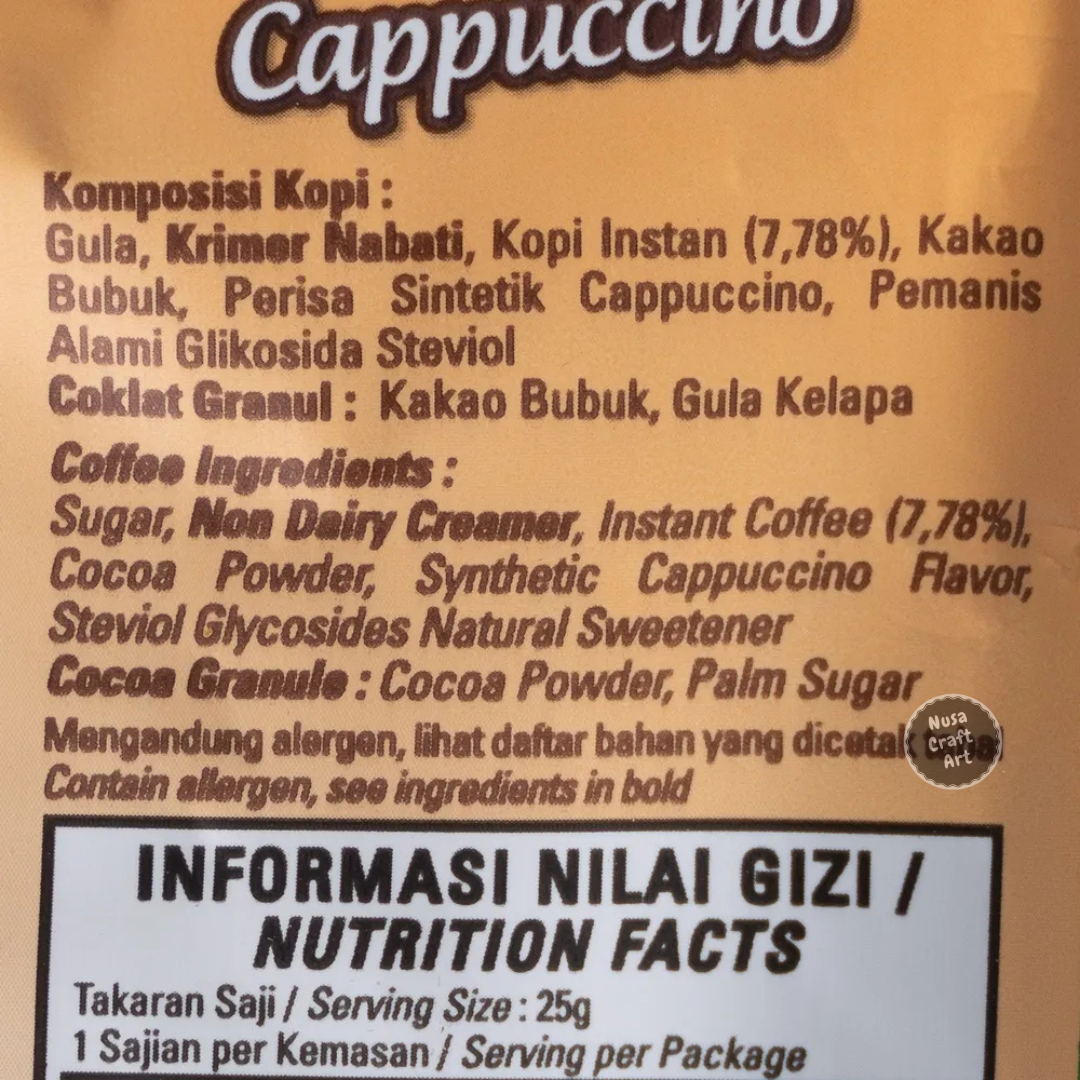 Cappuccino
Komposisi Kopi :
Gula, Krimer Nabati, Kopi Instan (7,78%), Kakao
Bubuk, Perisa Sintetik Cappuccino, Pemanis
Alami Glikosida Steviol
Coklat Granul : Kakao Bubuk, Gula Kelapa
Coffee Ingredients :
Sugar, Non Dairy Creamer, Instant Coffee (7,78%),
Cocoa Powder, Synthetic Cappuccino Flavor,
Steviol Glycosides Natural Sweetener
Cocoa Granule : Cocoa Powder, Palm Sugar
Mengandung alergen, lihat daftar bahan yang dicetak
Nusa
Craft
Art
Contain allergen, see ingredients in bold
INFORMASI NILAI GIZI /
NUTRITION FACTS
Takaran Saji / Serving Size : 25g
1 Sajian per Kemasan / Serving per Package